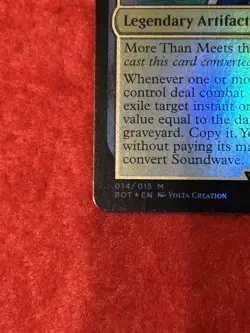 Legendary Artifact
More Than Meets th
cast this card converted
Whenever one or mo
control deal combat
exile target instant or
value equal to the da
graveyard. Copy it. Yo
without paying its ma
convert Soundwave.
014/015 M
BOT★EN VOLTA CREATION